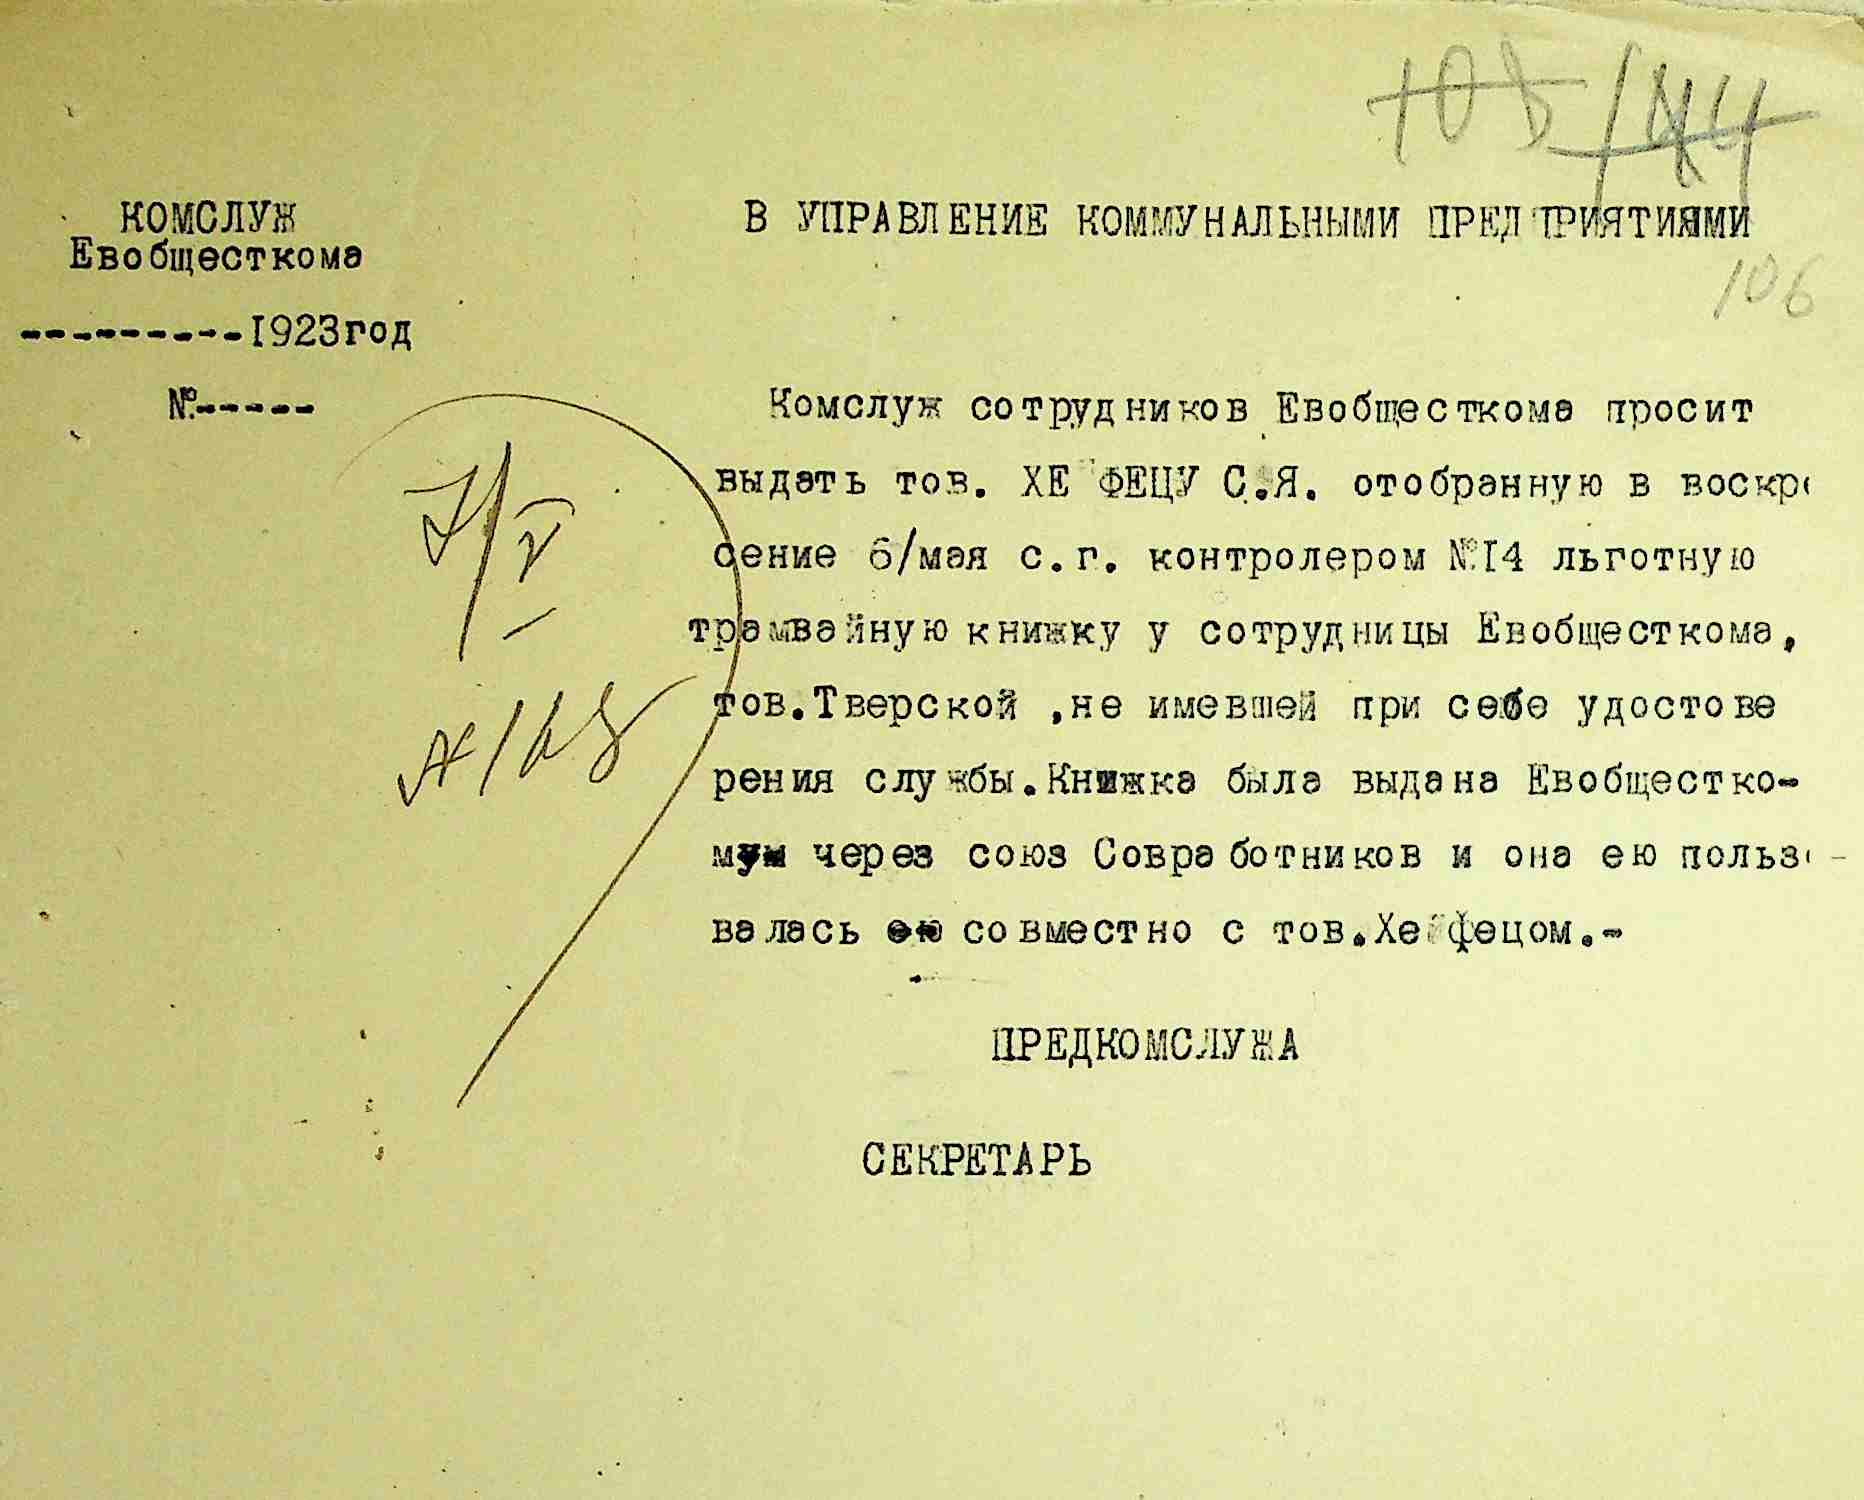 КОМСЛУЖ
Евобщесткома
---------1923год
№.-----
В УПРАВЛЕНИЕ КОММУНАЛЬНЫМИ ПРЕДПРИЯТИЯМИ
106
7/V
Комслуж сотрудников Евобщесткома просит
выдать тов. ХЕЙФЕЦУ С.Я. отобранную в воскре
сение 6/мая с.г. контролером №14 льготную
трамвайную книжку у сотрудницы Евобщесткома,
тов.Тверской ,не имевшей при себе удостове
рения службы.Книжка была выдана Евобщестко-
мум через союз Совработников и она ею пользо-
валась ею совместно с тов.Хейфецом.-
ПРЕДКОМСЛУЖА
СЕКРЕТАРЬ